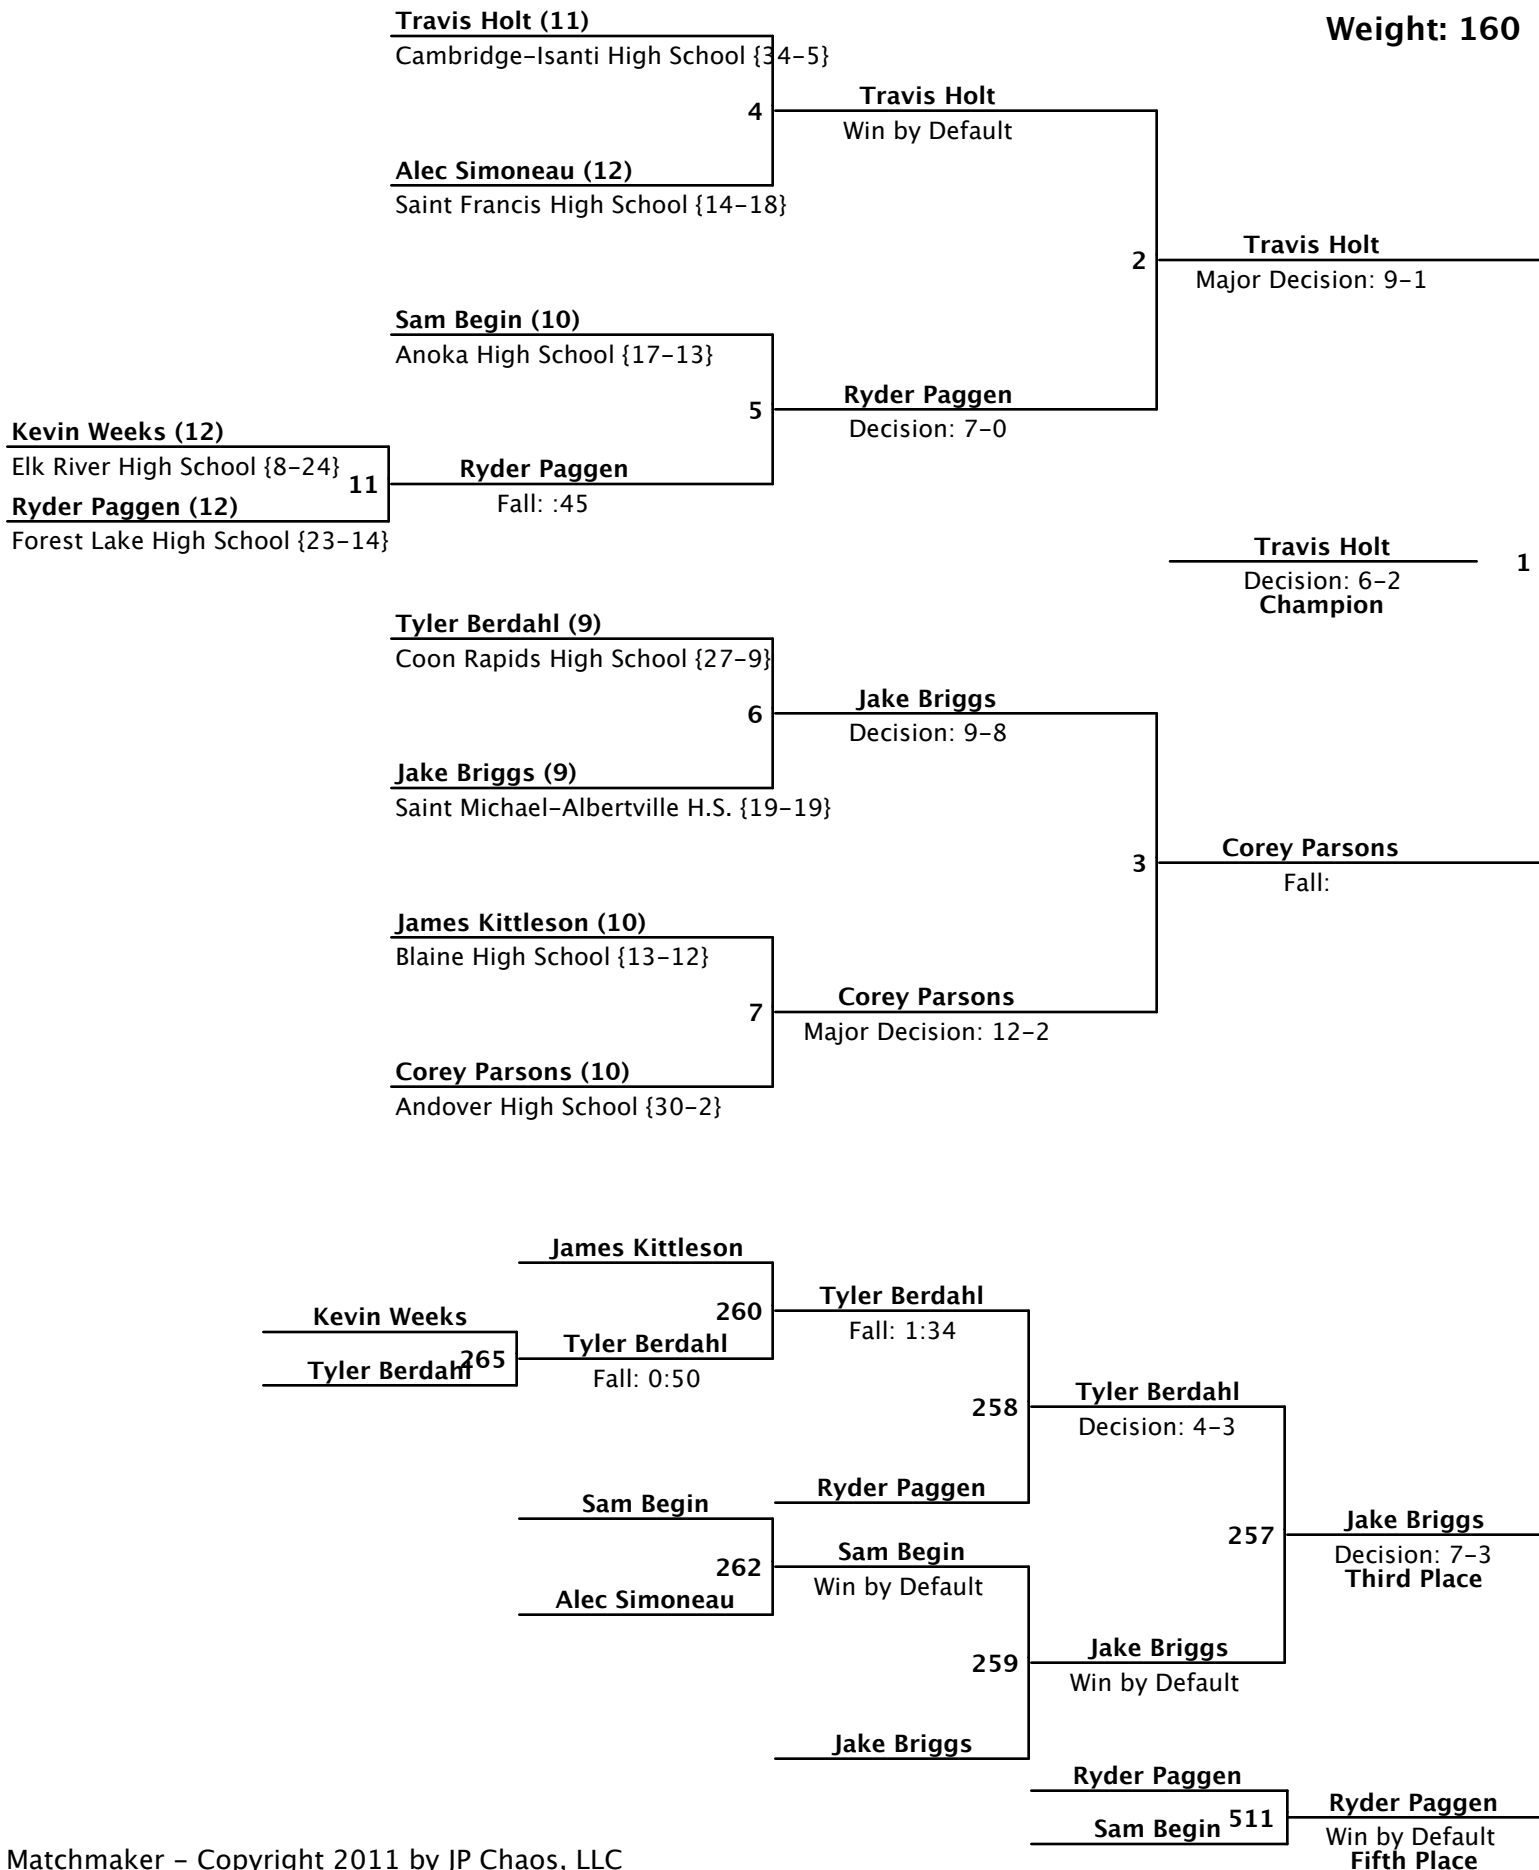 Travis Holt (11)
Weight: 160
Cambridge-Isanti High School {34-5}
Travis Holt
4
Win by Default
Alec Simoneau (12)
Saint Francis High School {14-18}
Travis Holt
2
Major Decision: 9-1
Sam Begin (10)
Anoka High School {17-13}
Ryder Paggen
5
Decision: 7-0
Kevin Weeks (12)
Elk River High School {8-24}
Ryder Paggen
11
Ryder Paggen (12)
Fall: :45
Forest Lake High School {23-14}
Travis Holt
1
Decision: 6-2
Champion
Tyler Berdahl (9)
Coon Rapids High School {27-9}
Jake Briggs
6
Decision: 9-8
Jake Briggs (9)
Saint Michael-Albertville H.S. {19-19}
Corey Parsons
3
Fall:
James Kittleson (10)
Blaine High School {13-12}
Corey Parsons
7
Major Decision: 12-2
Corey Parsons (10)
Andover High School {30-2}
James Kittleson
Tyler Berdahl
260
Kevin Weeks
Fall: 1:34
Tyler Berdahl
265
Tyler Berdahl
Fall: 0:50
Tyler Berdahl
258
Decision: 4-3
Ryder Paggen
Sam Begin
Jake Briggs
257
Sam Begin
Decision: 7-3
262
Third Place
Win by Default
Alec Simoneau
Jake Briggs
259
Win by Default
Jake Briggs
Ryder Paggen
Ryder Paggen
511
Sam Begin
Win by Default
Fifth Place
Matchmaker - Copyright 2011 by JP Chaos, LLC